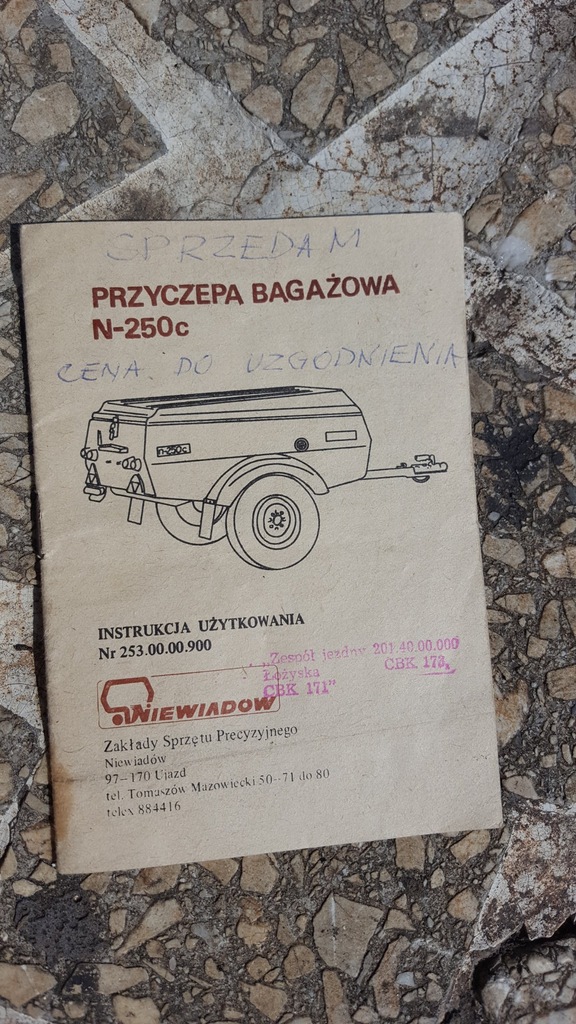 SPRZEDAM
PRZYCZEPA BAGAŻOWA
N-250c
CENA DO UZGODNIENIA
n-250c
INSTRUKCJA UŻYTKOWANIA
Nr 253.00.00.900
„Zespół jezdny 201 40.00.000
Łożyska CBK 173,
CBK 171"
NIEWIADÓW
Zakłady Sprzętu Precyzyjnego
Niewiadów
97-170 Ujazd
tel. Tomaszów Mazowiecki 50-71 do 80
telex 884416